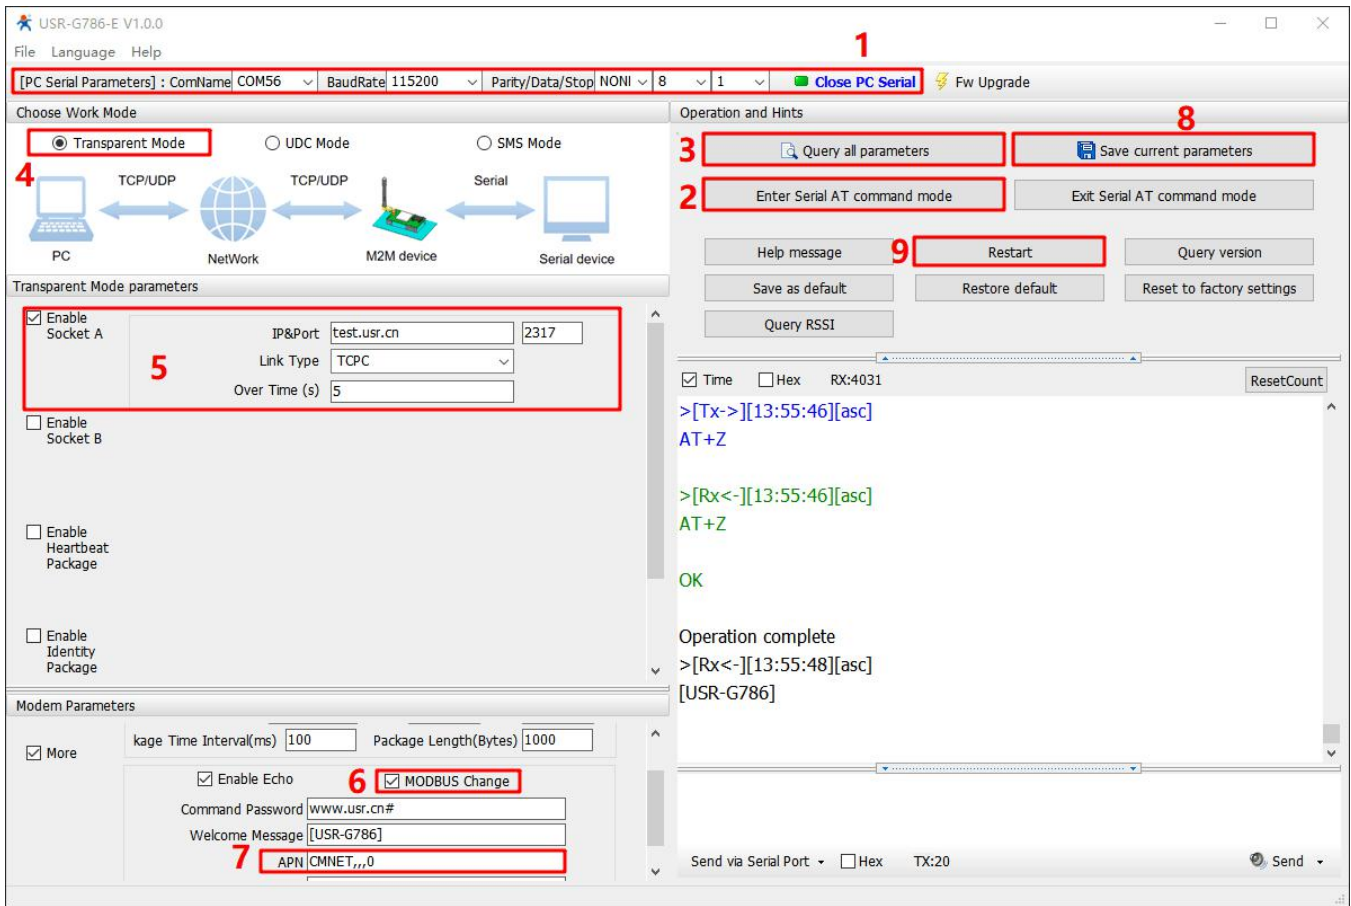 USR-G786-E V1.0.0
File Language Help
1
[PC Serial Parameters] : ComName COM56 BaudRate 115200 Parity/Data/Stop NONI 8 1 Close PC Serial Fw Upgrade
Choose Work Mode
Transparent Mode UDC Mode SMS Mode
4
TCP/UDP TCP/UDP Serial
PC NetWork M2M device Serial device
Transparent Mode parameters
Enable
Socket A
5
IP&Port test.usr.cn 2317
Link Type TCPC
Over Time (s) 5
Enable
Socket B
Enable
Heartbeat
Package
Enable
Identity
Package
Modem Parameters
More
kage Time Interval(ms) 100 Package Length(Bytes) 1000
Enable Echo 6 MODBUS Change
Command Password www.usr.cn#
Welcome Message [USR-G786]
7 APN CMNET,,,0
Operation and Hints
8
3 Query all parameters Save current parameters
2 Enter Serial AT command mode Exit Serial AT command mode
Help message 9 Restart Query version
Save as default Restore default Reset to factory settings
Query RSSI
Time Hex RX:4031 ResetCount
>[Tx->][13:55:46][asc]
AT+Z
>[Rx<-][13:55:46][asc]
AT+Z
OK
Operation complete
>[Rx<-][13:55:48][asc]
[USR-G786]
Send via Serial Port Hex TX:20 Send